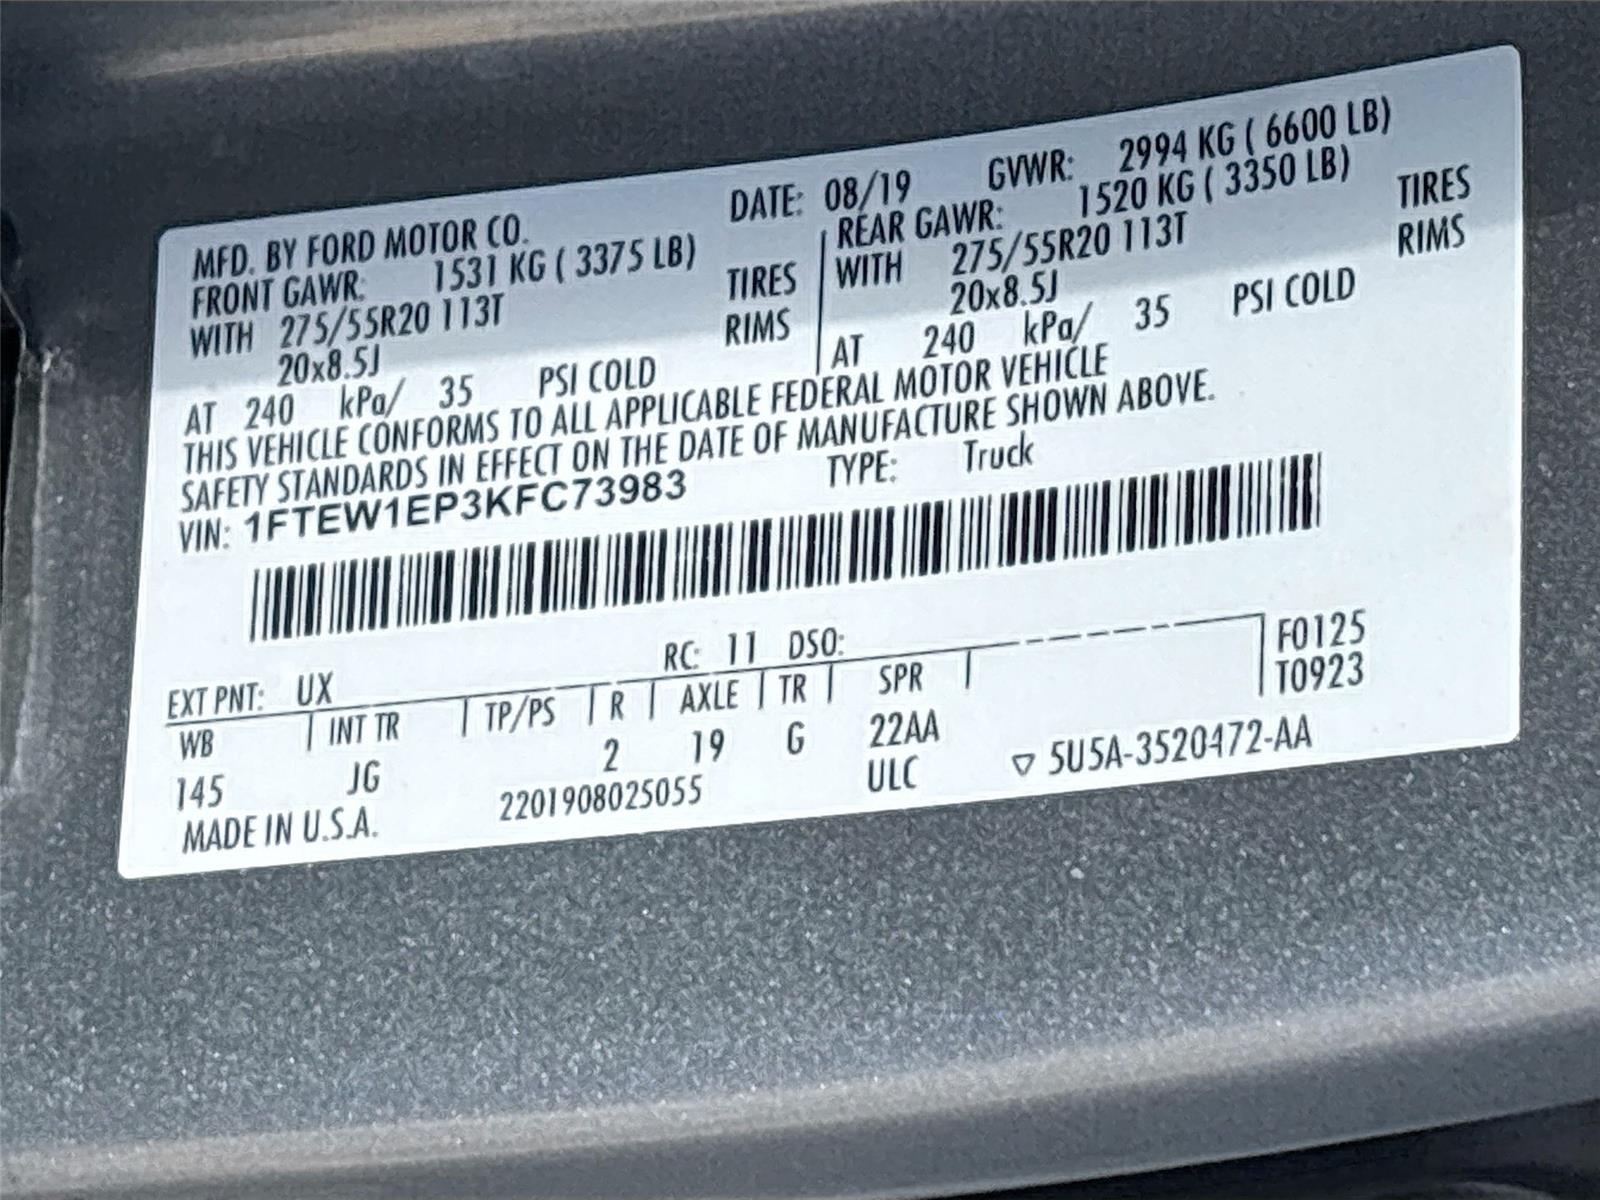 MFD. BY FORD MOTOR CO. DATE: 08/19 GVWR: 2994 KG ( 6600 LB)
FRONT GAWR: 1531 KG ( 3375 LB) REAR GAWR: 1520 KG ( 3350 LB)
WITH 275/55R20 113T TIRES WITH 275/55R20 113T TIRES
20x8.5J RIMS 20x8.5J RIMS
AT 240 kPa/ 35 PSI COLD AT 240 kPa/ 35 PSI COLD
THIS VEHICLE CONFORMS TO ALL APPLICABLE FEDERAL MOTOR VEHICLE
SAFETY STANDARDS IN EFFECT ON THE DATE OF MANUFACTURE SHOWN ABOVE.
VIN: 1FTEW1EP3KFC73983 TYPE: Truck
EXT PNT: UX RC: 11 DSO: F0125
WB INT TR TP/PS R AXLE TR SPR T0923
145 JG 2 19 G 22AA
ULC
MADE IN U.S.A. 2201908025055 ▽ 5U5A-3520472-AA